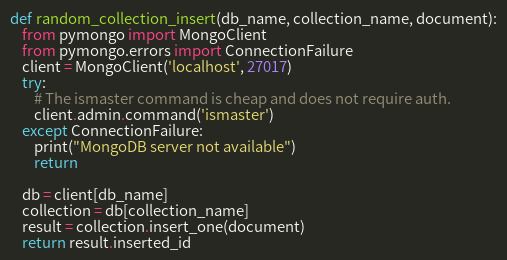 def random_collection_insert(db_name, collection_name, document):
    from pymongo import MongoClient
    from pymongo.errors import ConnectionFailure
    client = MongoClient('localhost', 27017)
    try:
        # The ismaster command is cheap and does not require auth.
        client.admin.command('ismaster')
    except ConnectionFailure:
        print("MongoDB server not available")
        return

    db = client[db_name]
    collection = db[collection_name]
    result = collection.insert_one(document)
    return result.inserted_id